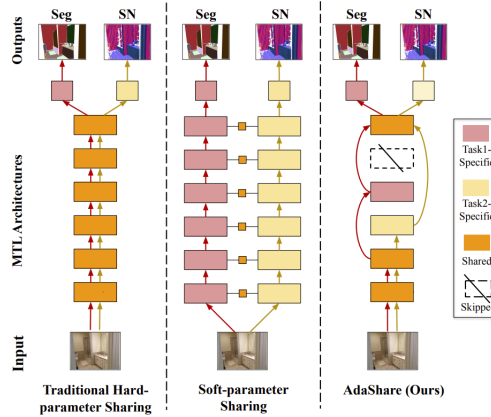 Outputs
Seg
SN
Seg
SN
Seg
SN
MTL Architectures
Input
Task1-
Specific
Task2-
Specific
Shared
Skipped
Traditional Hard-
parameter Sharing
Soft-parameter
Sharing
AdaShare (Ours)